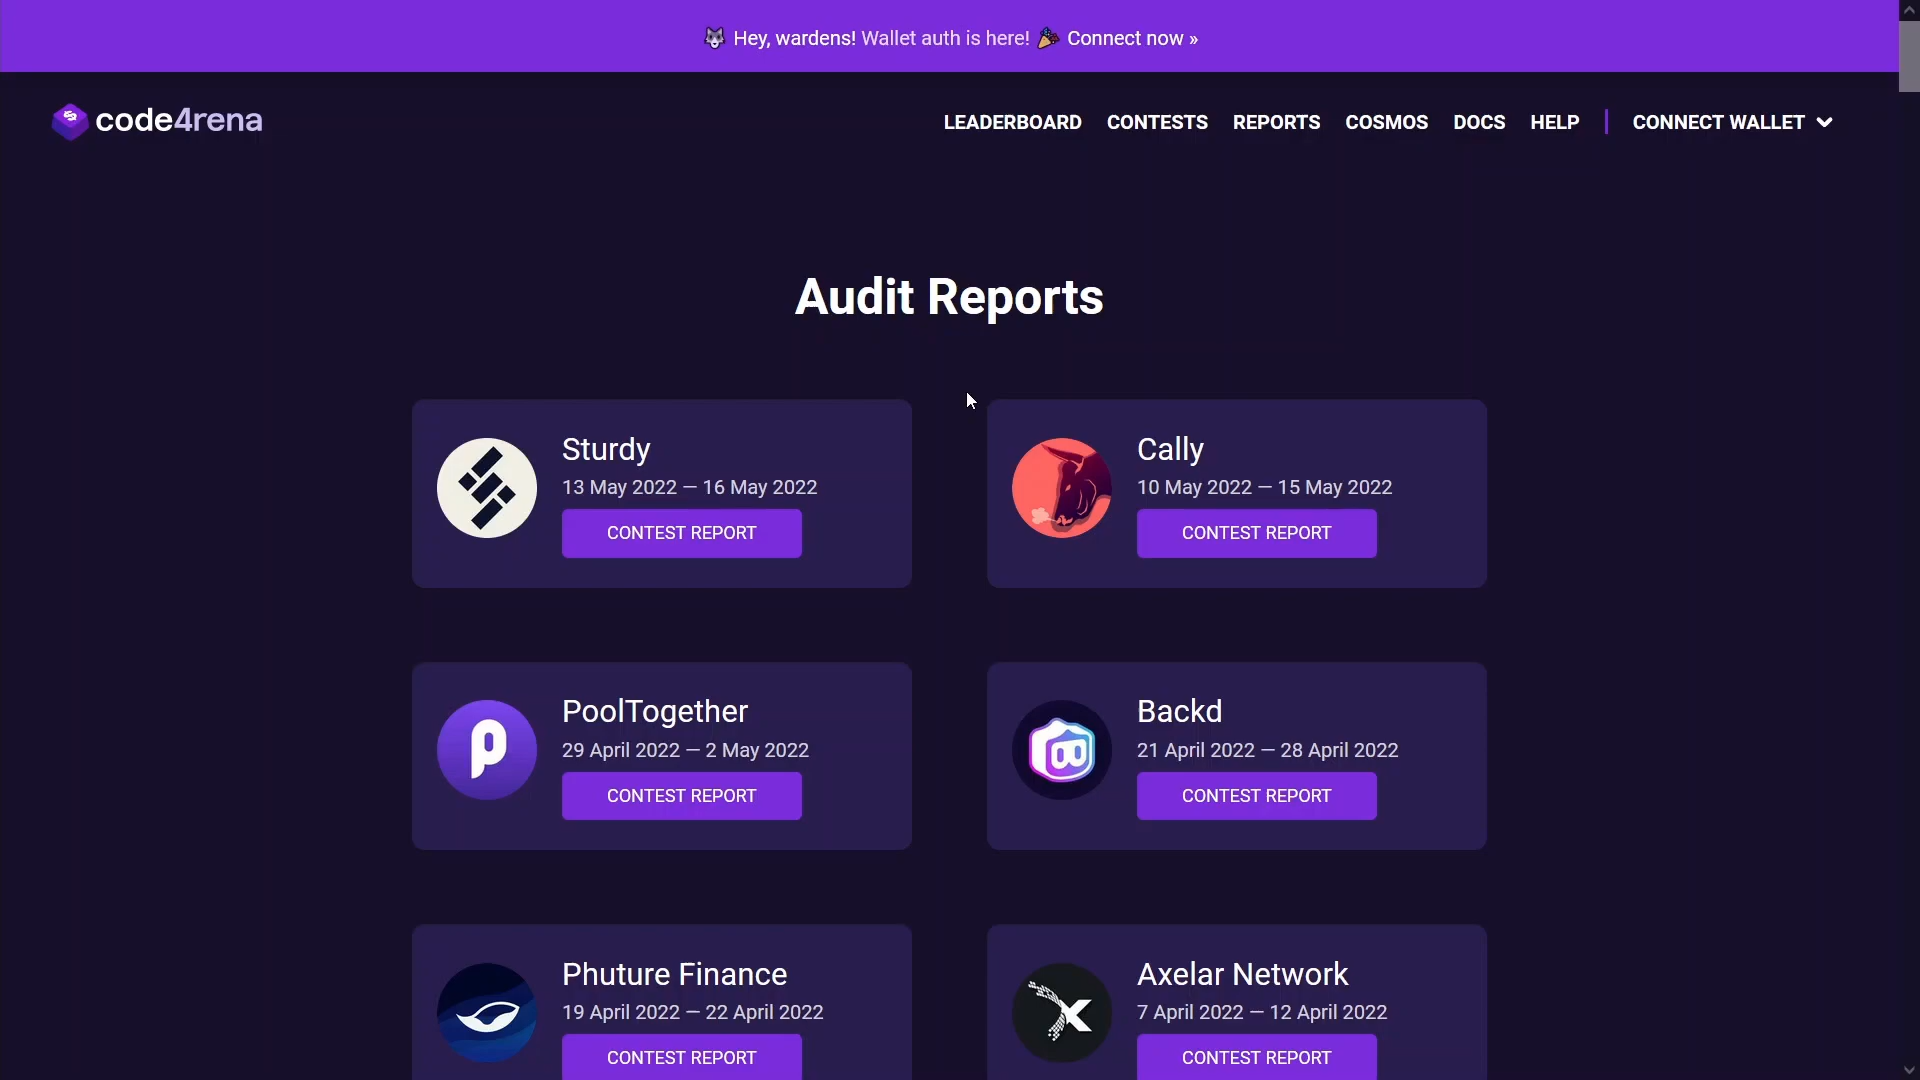 🐺 Hey, wardens! Wallet auth is here! 🎉 Connect now »
code4rena
LEADERBOARD CONTESTS REPORTS COSMOS DOCS HELP | CONNECT WALLET
Audit Reports
Sturdy
13 May 2022 — 16 May 2022
CONTEST REPORT
Cally
10 May 2022 — 15 May 2022
CONTEST REPORT
PoolTogether
29 April 2022 — 2 May 2022
CONTEST REPORT
Backd
21 April 2022 — 28 April 2022
CONTEST REPORT
Phuture Finance
19 April 2022 — 22 April 2022
CONTEST REPORT
Axelar Network
7 April 2022 — 12 April 2022
CONTEST REPORT